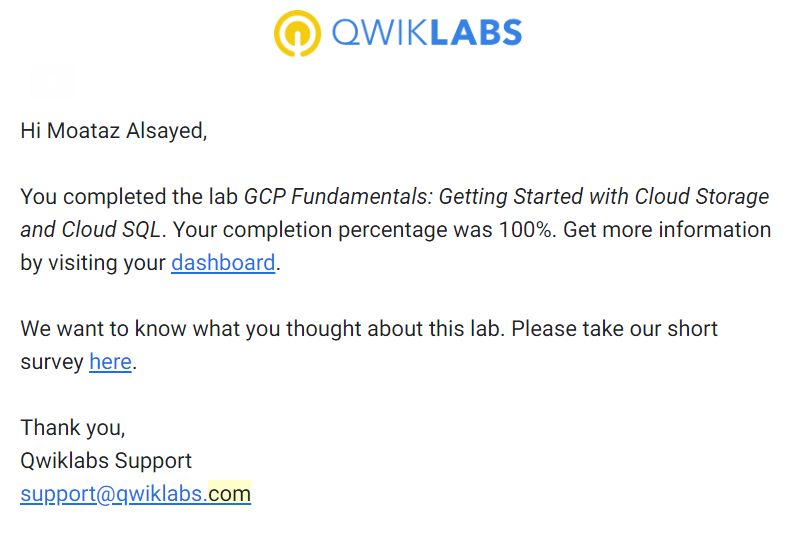 QWIKLABS
Hi Moataz Alsayed,
You completed the lab GCP Fundamentals: Getting Started with Cloud Storage
and Cloud SQL. Your completion percentage was 100%. Get more information
by visiting your dashboard.
We want to know what you thought about this lab. Please take our short
survey here.
Thank you,
Qwiklabs Support
support@qwiklabs.com